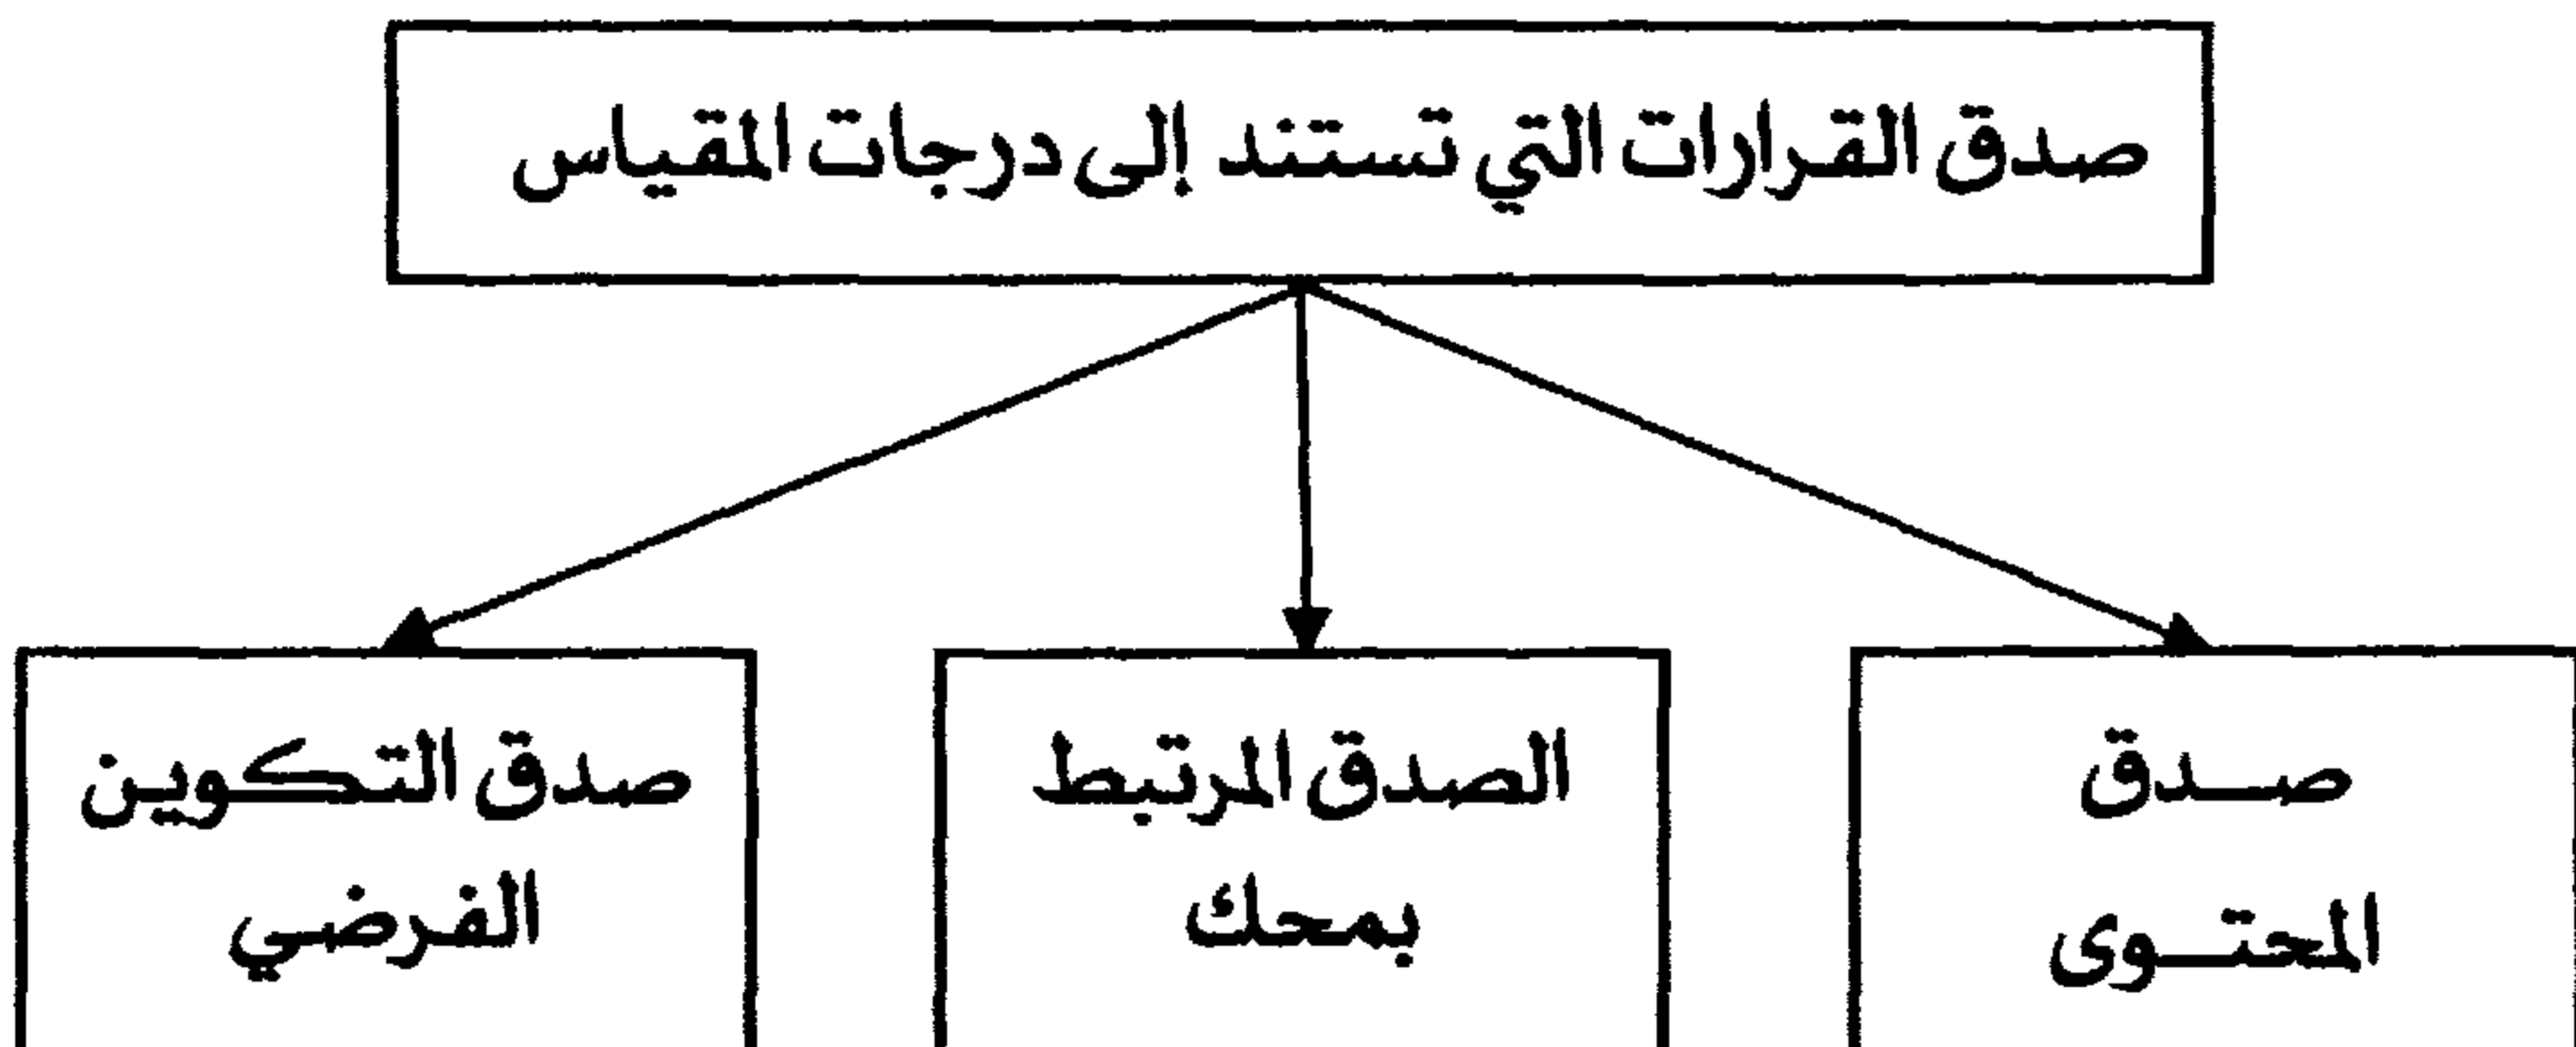 صدق القرارات التي تستند إلى درجات المقياس
صدق
المحتوى
الصدق المرتبط
بمحك
صدق التكوين
الفرضي